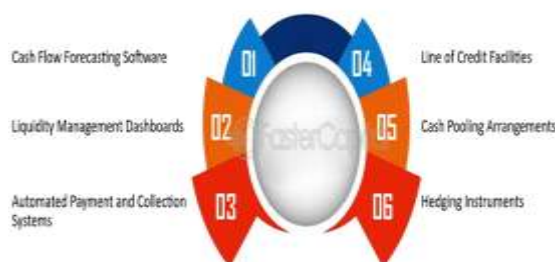 Cash Flow Forecasting Software
01
Liquidity Management Dashboards
02
Automated Payment and Collection
Systems
03
04
Line of Credit Facilities
05
Cash Pooling Arrangements
06
Hedging Instruments